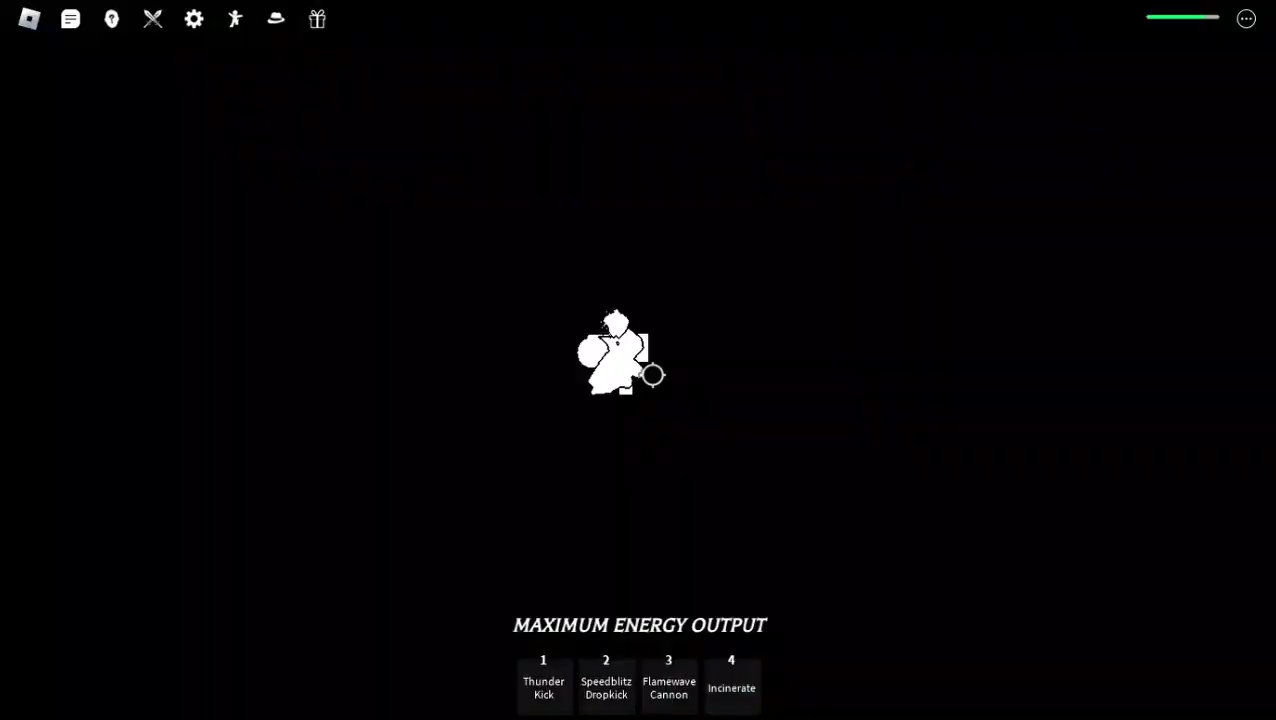 MAXIMUM ENERGY OUTPUT
1 2 3 4
Thunder Speedblitz Flamewave Incinerate
Kick Dropkick Cannon